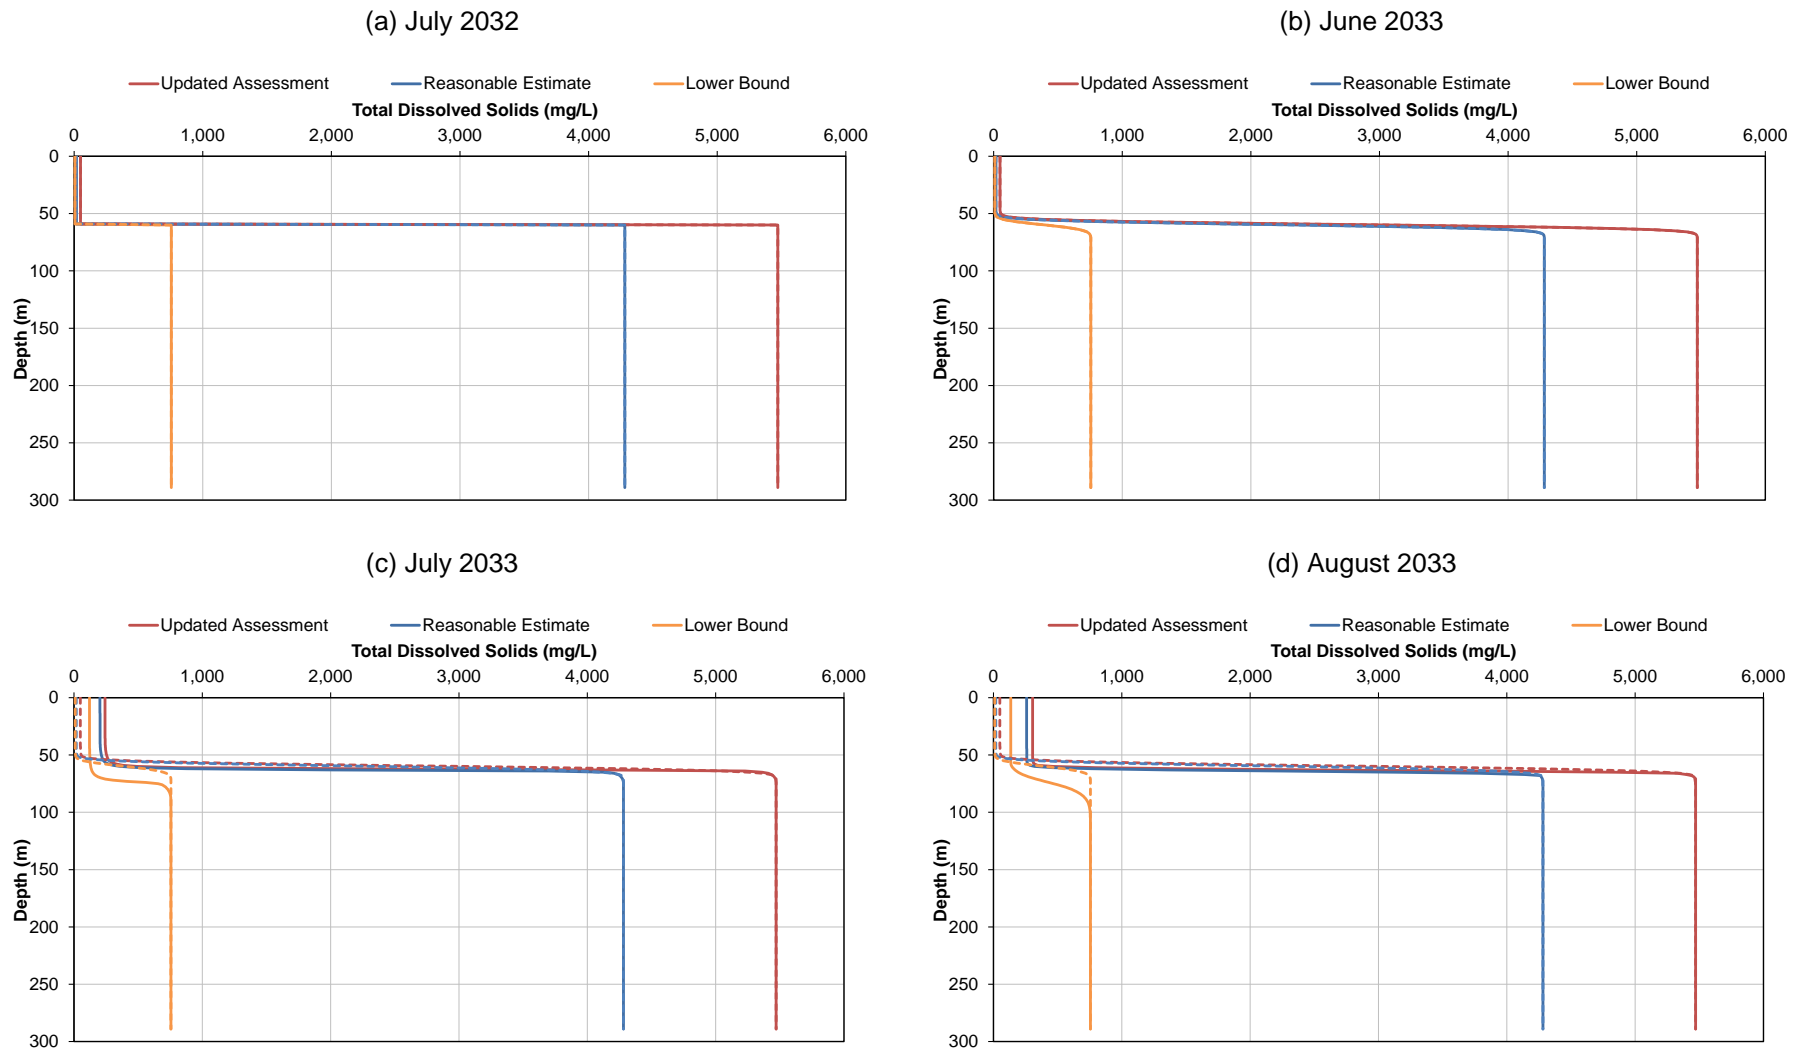 (a) July 2032
Updated Assessment Reasonable Estimate Lower Bound
Total Dissolved Solids (mg/L)
0 1,000 2,000 3,000 4,000 5,000 6,000
0
50
100
150
200
250
300
Depth (m)
(b) June 2033
Updated Assessment Reasonable Estimate Lower Bound
Total Dissolved Solids (mg/L)
0 1,000 2,000 3,000 4,000 5,000 6,000
0
50
100
150
200
250
300
Depth (m)
(c) July 2033
Updated Assessment Reasonable Estimate Lower Bound
Total Dissolved Solids (mg/L)
0 1,000 2,000 3,000 4,000 5,000 6,000
0
50
100
150
200
250
300
Depth (m)
(d) August 2033
Updated Assessment Reasonable Estimate Lower Bound
Total Dissolved Solids (mg/L)
0 1,000 2,000 3,000 4,000 5,000 6,000
0
50
100
150
200
250
300
Depth (m)